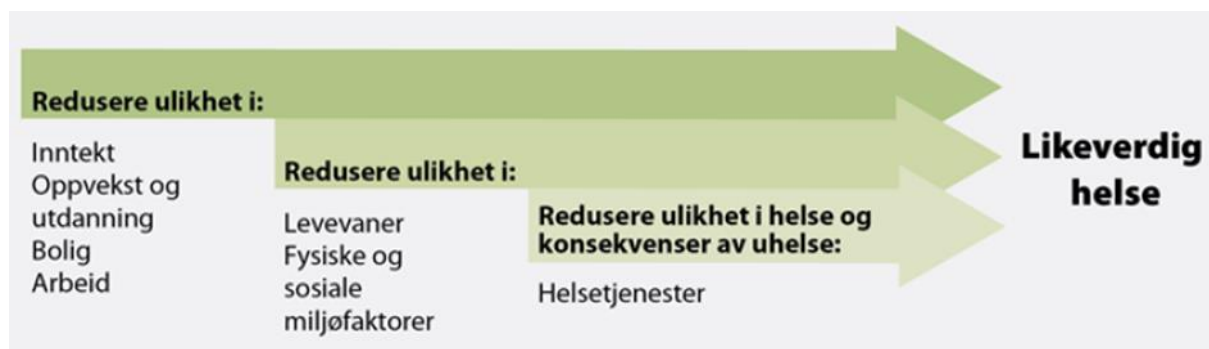 Redusere ulikhet i:
Inntekt
Oppvekst og
utdanning
Bolig
Arbeid
Redusere ulikhet i:
Levevaner
Fysiske og
sosiale
miljøfaktorer
Redusere ulikhet i helse og
konsekvenser av uhelse:
Helsetjenester
Likeverdig
helse